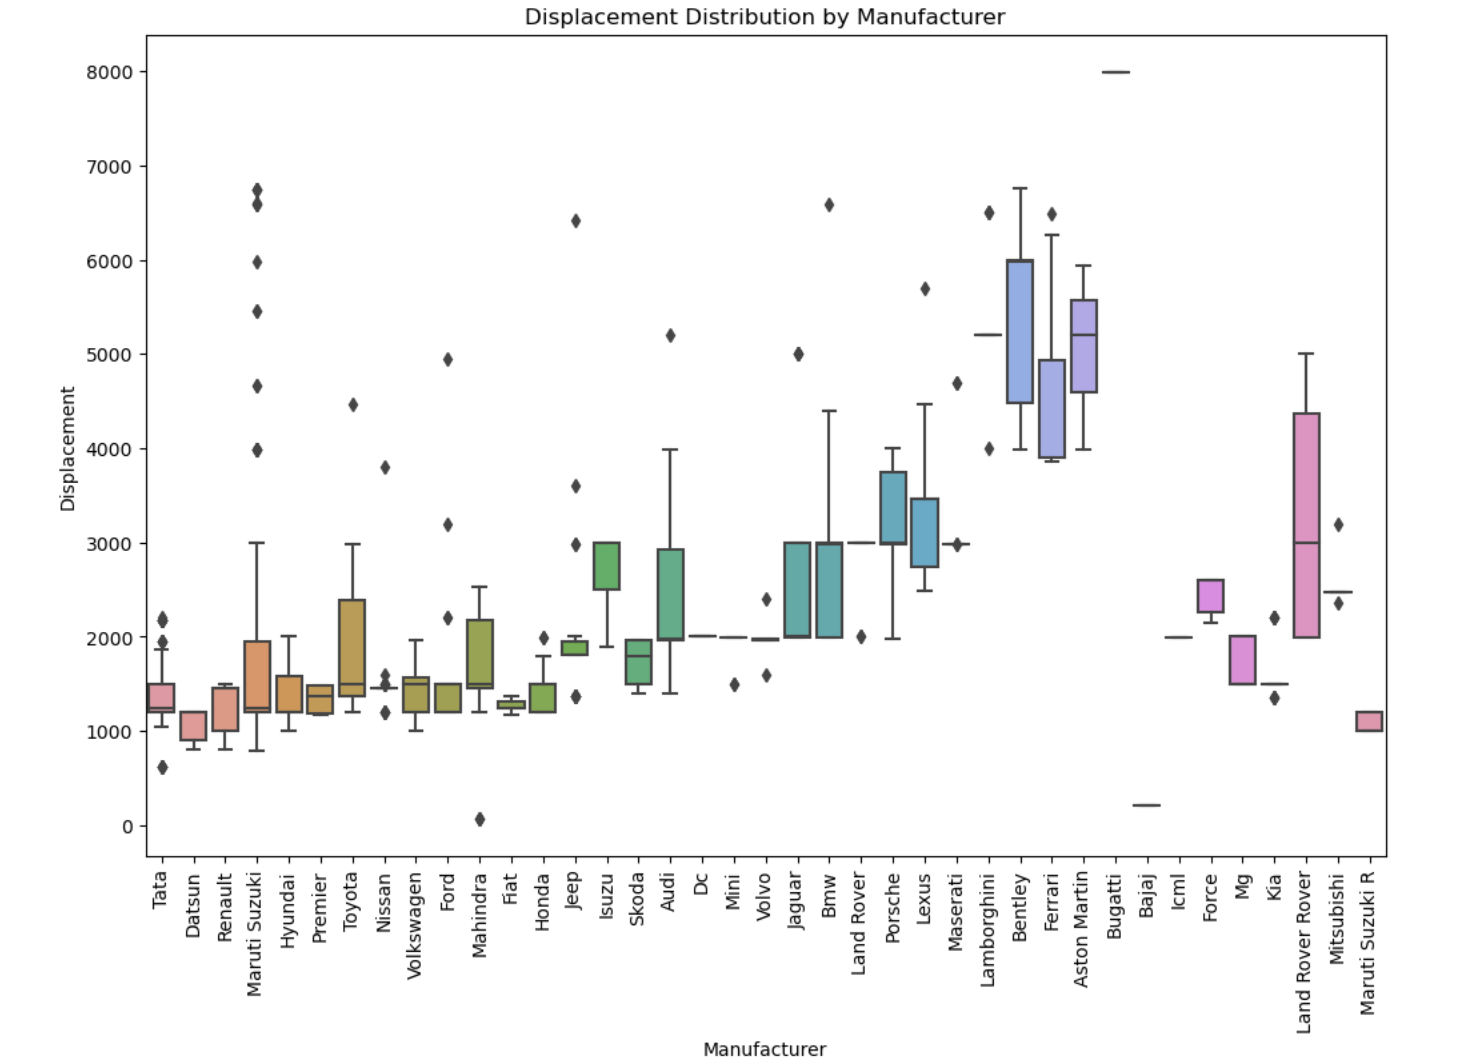 Displacement Distribution by Manufacturer
8000
7000
6000
5000
4000
3000
2000
1000
0
Displacement
Tata
Datsun
Renault
Maruti Suzuki
Hyundai
Premier
Toyota
Nissan
Volkswagen
Ford
Mahindra
Fiat
Honda
Jeep
Isuzu
Skoda
Audi
Dc
Mini
Volvo
Jaguar
Bmw
Land Rover
Porsche
Lexus
Maserati
Lamborghini
Bentley
Ferrari
Aston Martin
Bugatti
Bajaj
Icml
Force
Mg
Kia
Land Rover Rover
Mitsubishi
Maruti Suzuki R
Manufacturer